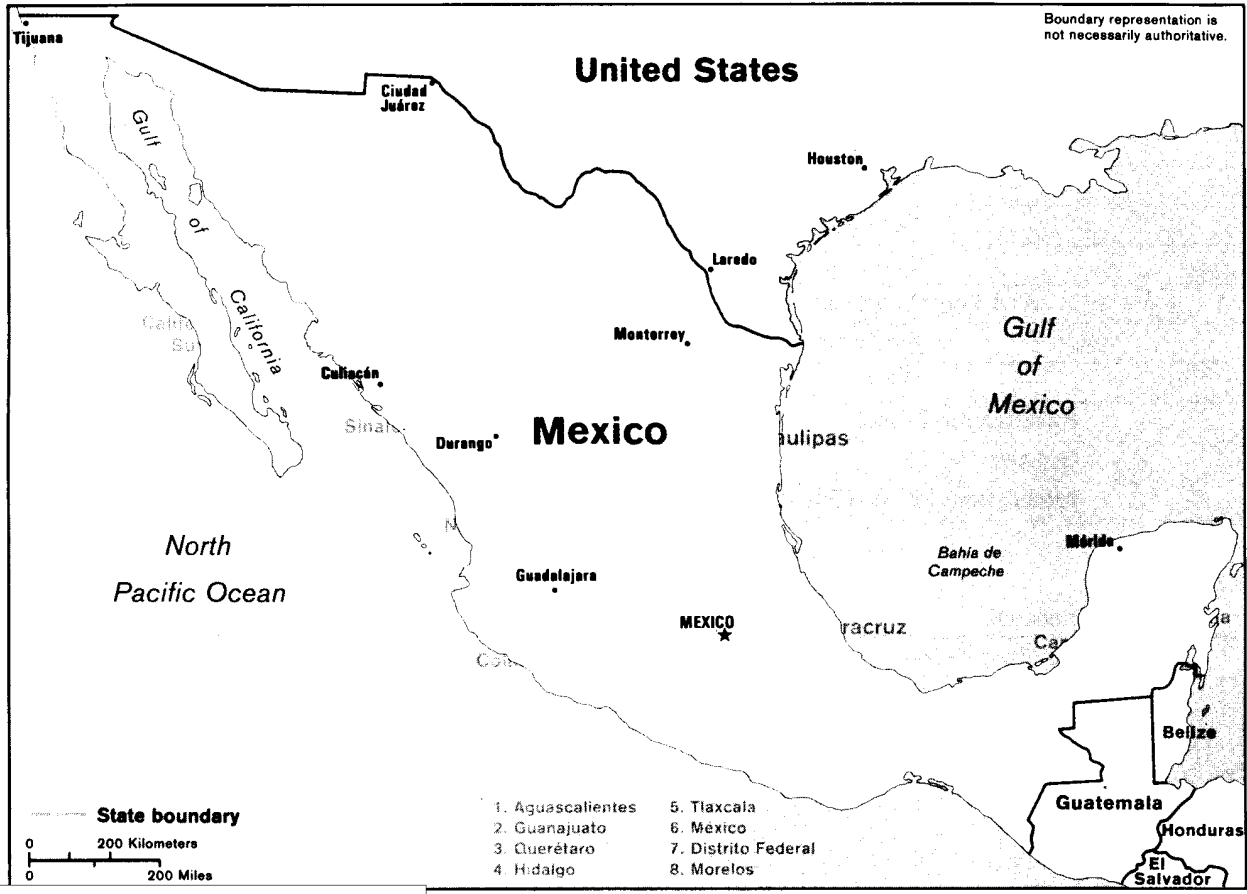 Boundary representation is
not necessarily authoritative.
Tijuana
United States
Ciudad
Juárez
Gulf
of
California
Houston
Laredo
Monterrey
Gulf
of
Mexico
Culiacán
Durango
Mexico
ulipas
North
Pacific Ocean
Guadalajara
MEXICO
racruz
Bahía de
Campeche
Mérida
Belize
Guatemala
Honduras
El
Salvador
State boundary
0 200 Kilometers
0 200 Miles
1. Aguascalientes
2. Guanajuato
3. Querétaro
4. Hidalgo
5. Tlaxcala
6. México
7. Distrito Federal
8. Morelos